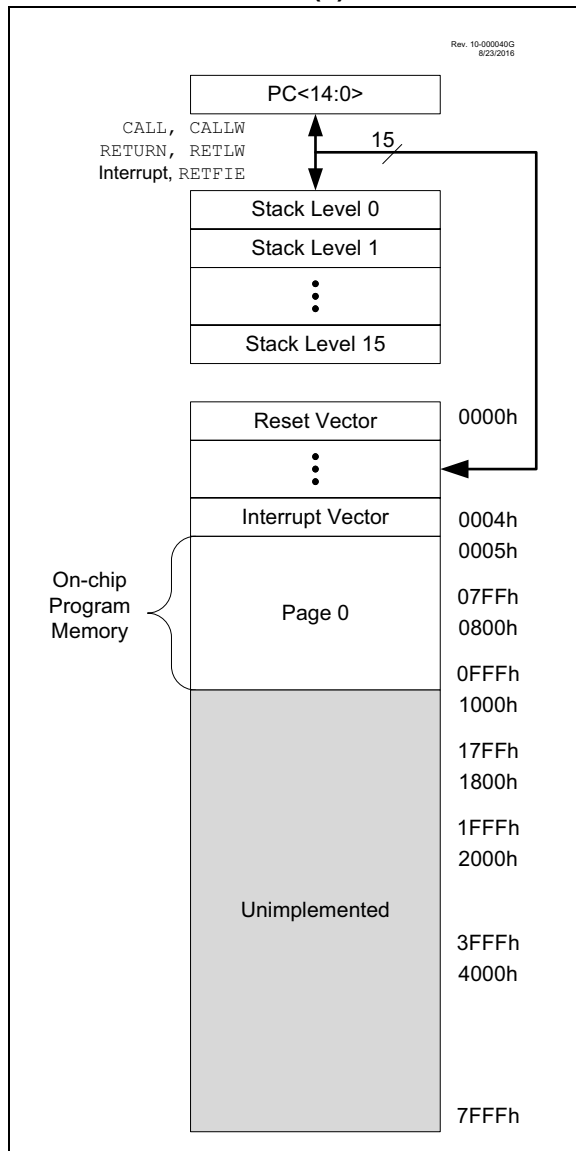 Rev. 10-000040G
8/23/2016
PC<14:0>
CALL, CALLW
RETURN, RETLW
Interrupt, RETFIE
15
Stack Level 0
Stack Level 1
Stack Level 15
Reset Vector
0000h
Interrupt Vector
0004h
0005h
On-chip
Program
Memory
Page 0
07FFh
0800h
0FFFh
1000h
17FFh
1800h
1FFFh
2000h
Unimplemented
3FFFh
4000h
7FFFh